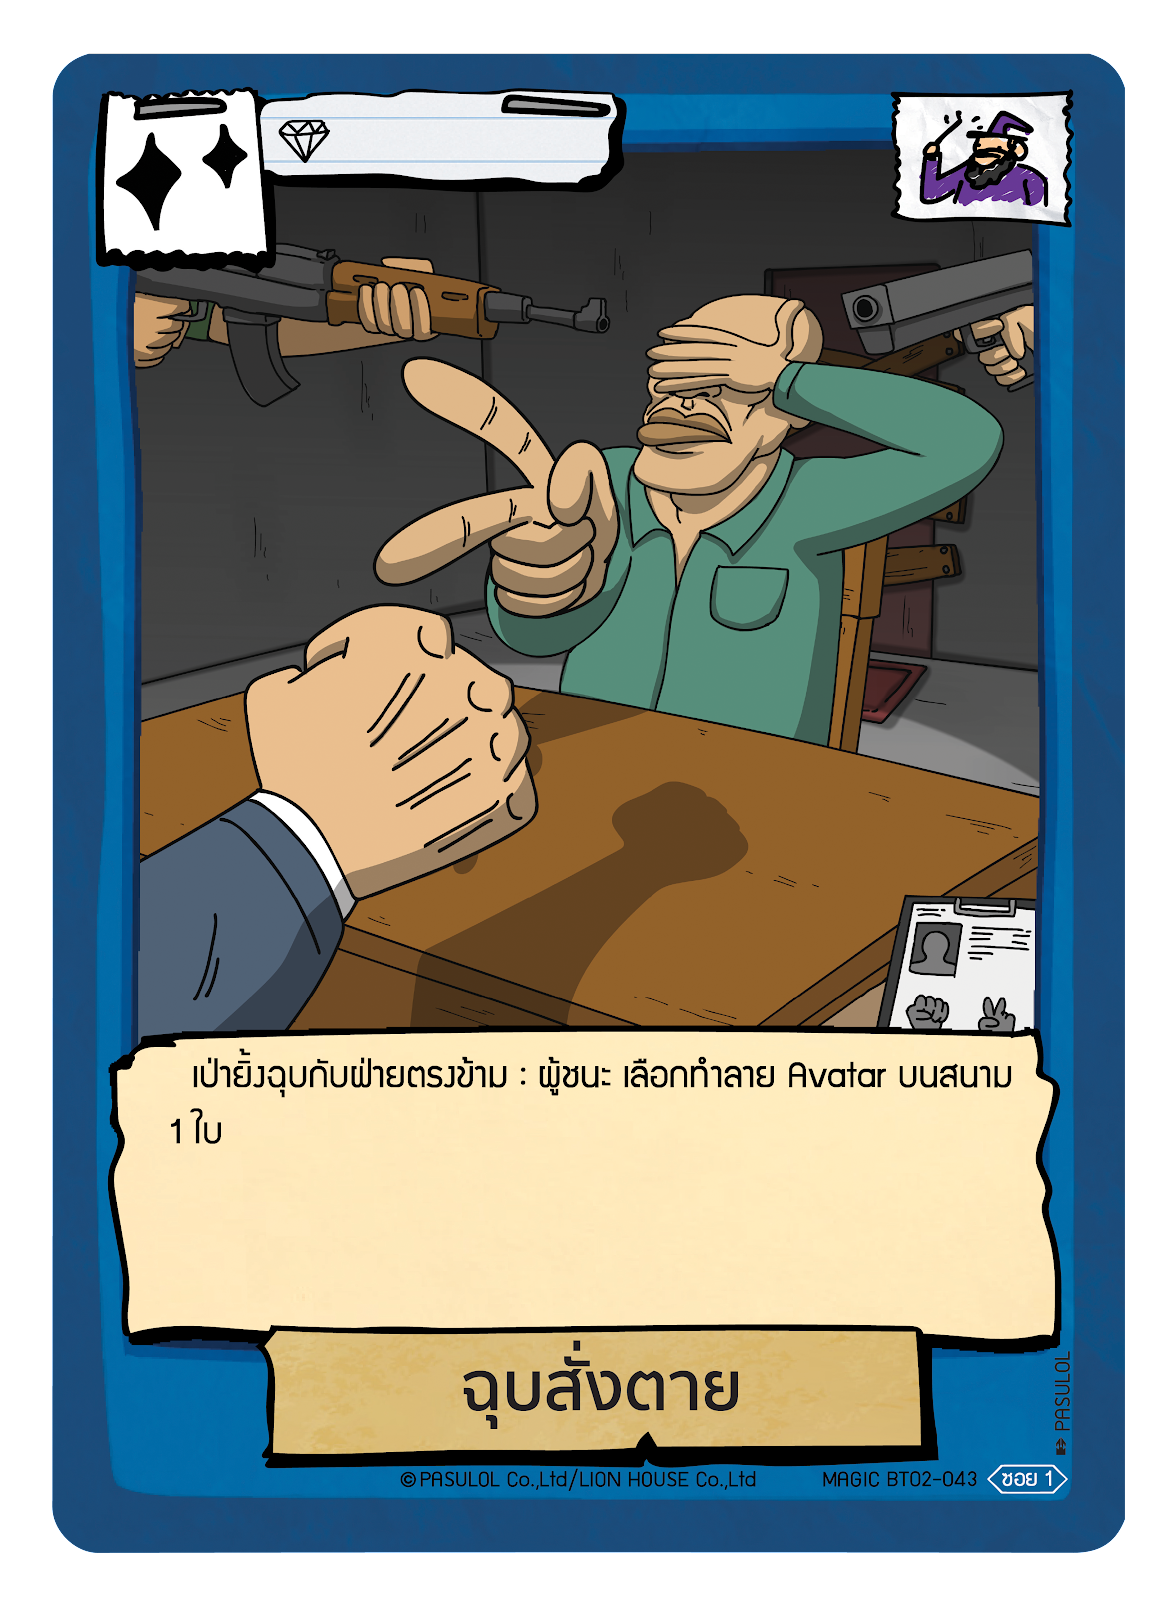 เป่ายิ้งฉุบกับฝ่ายตรงข้าม : ผู้ชนะ เลือกทำลาย Avatar บนสนาม
1 ใบ
ฉุบสั่งตาย
PASULOL
©PASULOL Co.,Ltd/LION HOUSE Co.,Ltd MAGIC BT02-043 ซอย 1